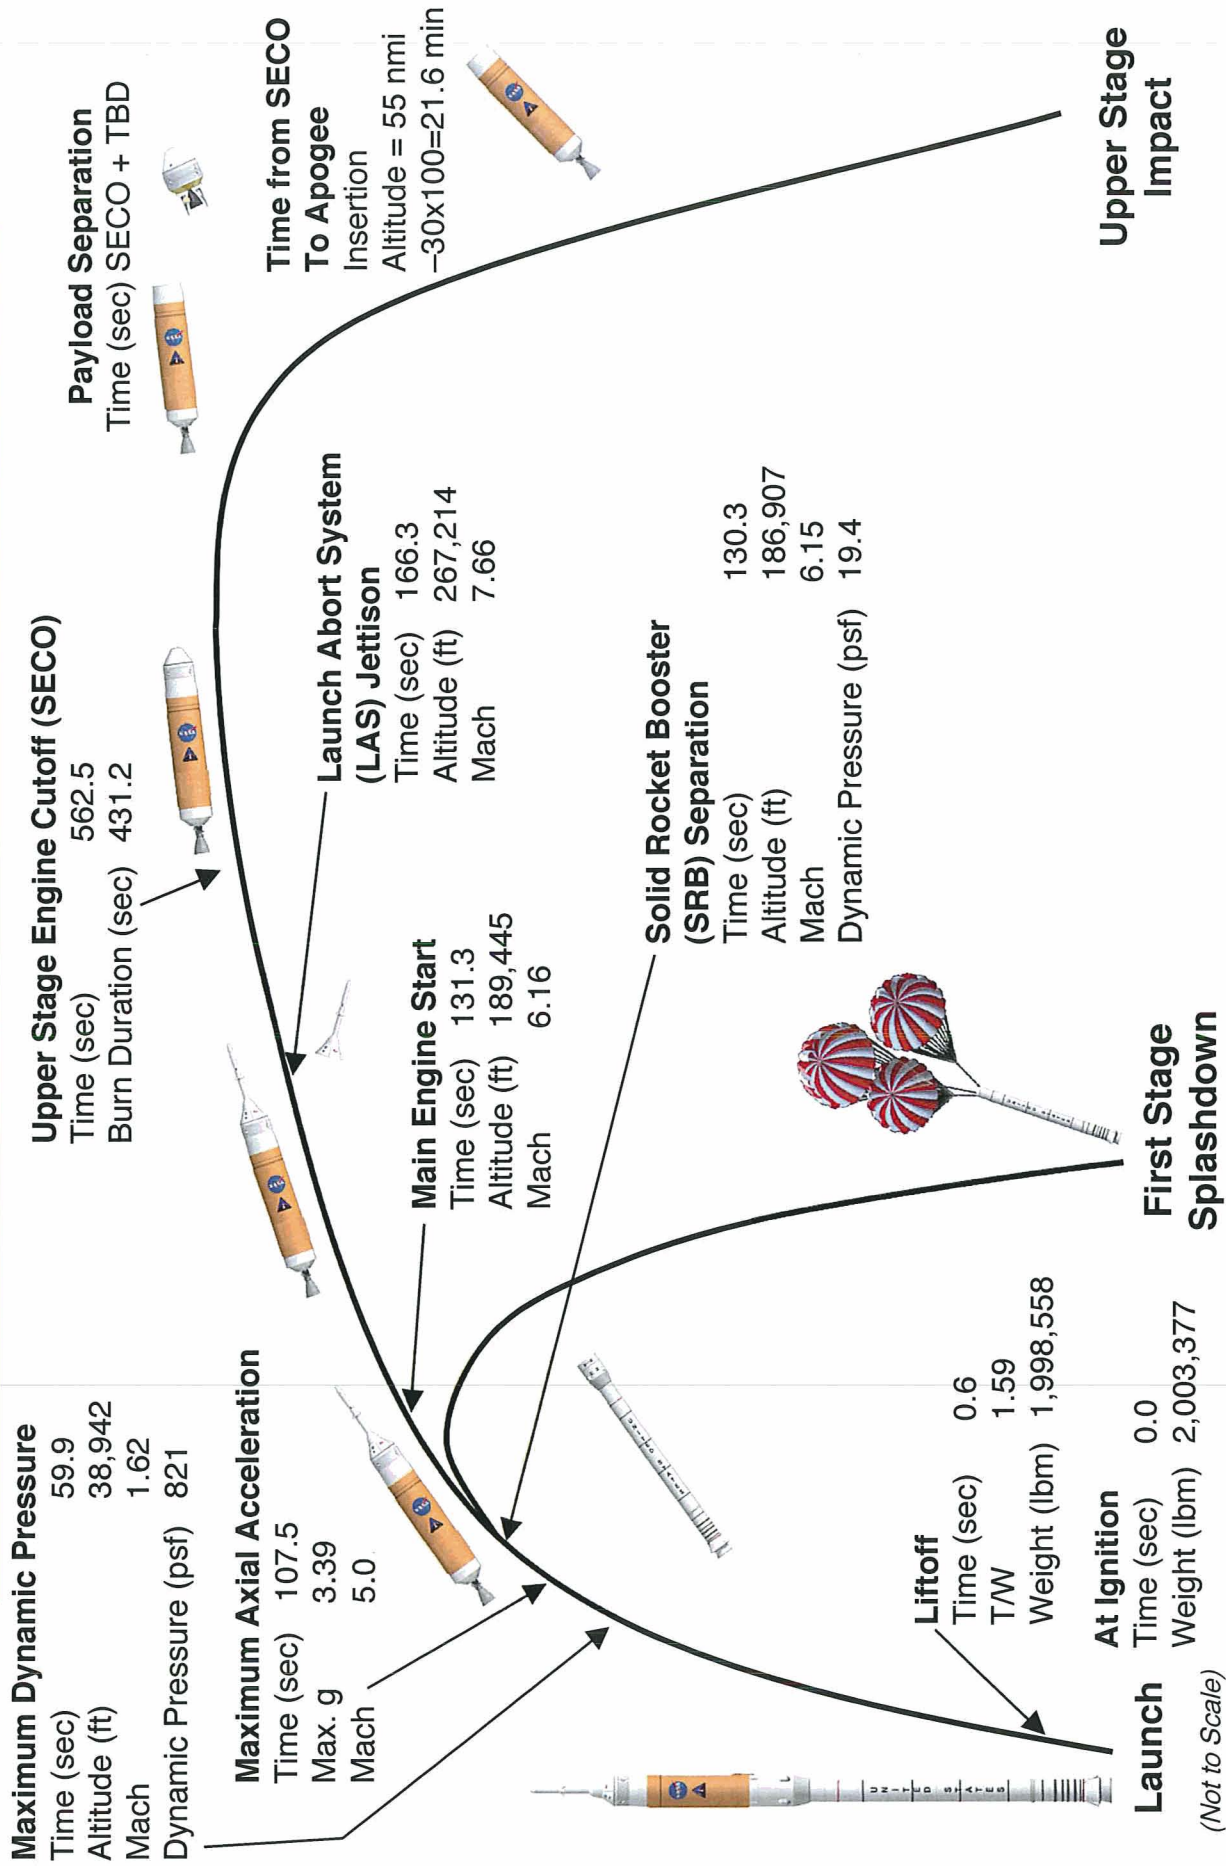 Maximum Dynamic Pressure
Time (sec) 59.9
Altitude (ft) 38,942
Mach 1.62
Dynamic Pressure (psf) 821
Maximum Axial Acceleration
Time (sec) 107.5
Max. g 3.39
Mach 5.0
Upper Stage Engine Cutoff (SECO)
Time (sec) 562.5
Burn Duration (sec) 431.2
Payload Separation
Time (sec) SECO + TBD
Time from SECO
To Apogee
Insertion
Altitude = 55 nmi
–30x100=21.6 min
Launch Abort System
(LAS) Jettison
Time (sec) 166.3
Altitude (ft) 267,214
Mach 7.66
Main Engine Start
Time (sec) 131.3
Altitude (ft) 189,445
Mach 6.16
Solid Rocket Booster
(SRB) Separation
Time (sec) 130.3
Altitude (ft) 186,907
Mach 6.15
Dynamic Pressure (psf) 19.4
Liftoff
Time (sec) 0.6
T/W 1.59
Weight (lbm) 1,998,558
At Ignition
Time (sec) 0.0
Weight (lbm) 2,003,377
UNITED STATES
Launch
(Not to Scale)
First Stage
Splashdown
Upper Stage
Impact